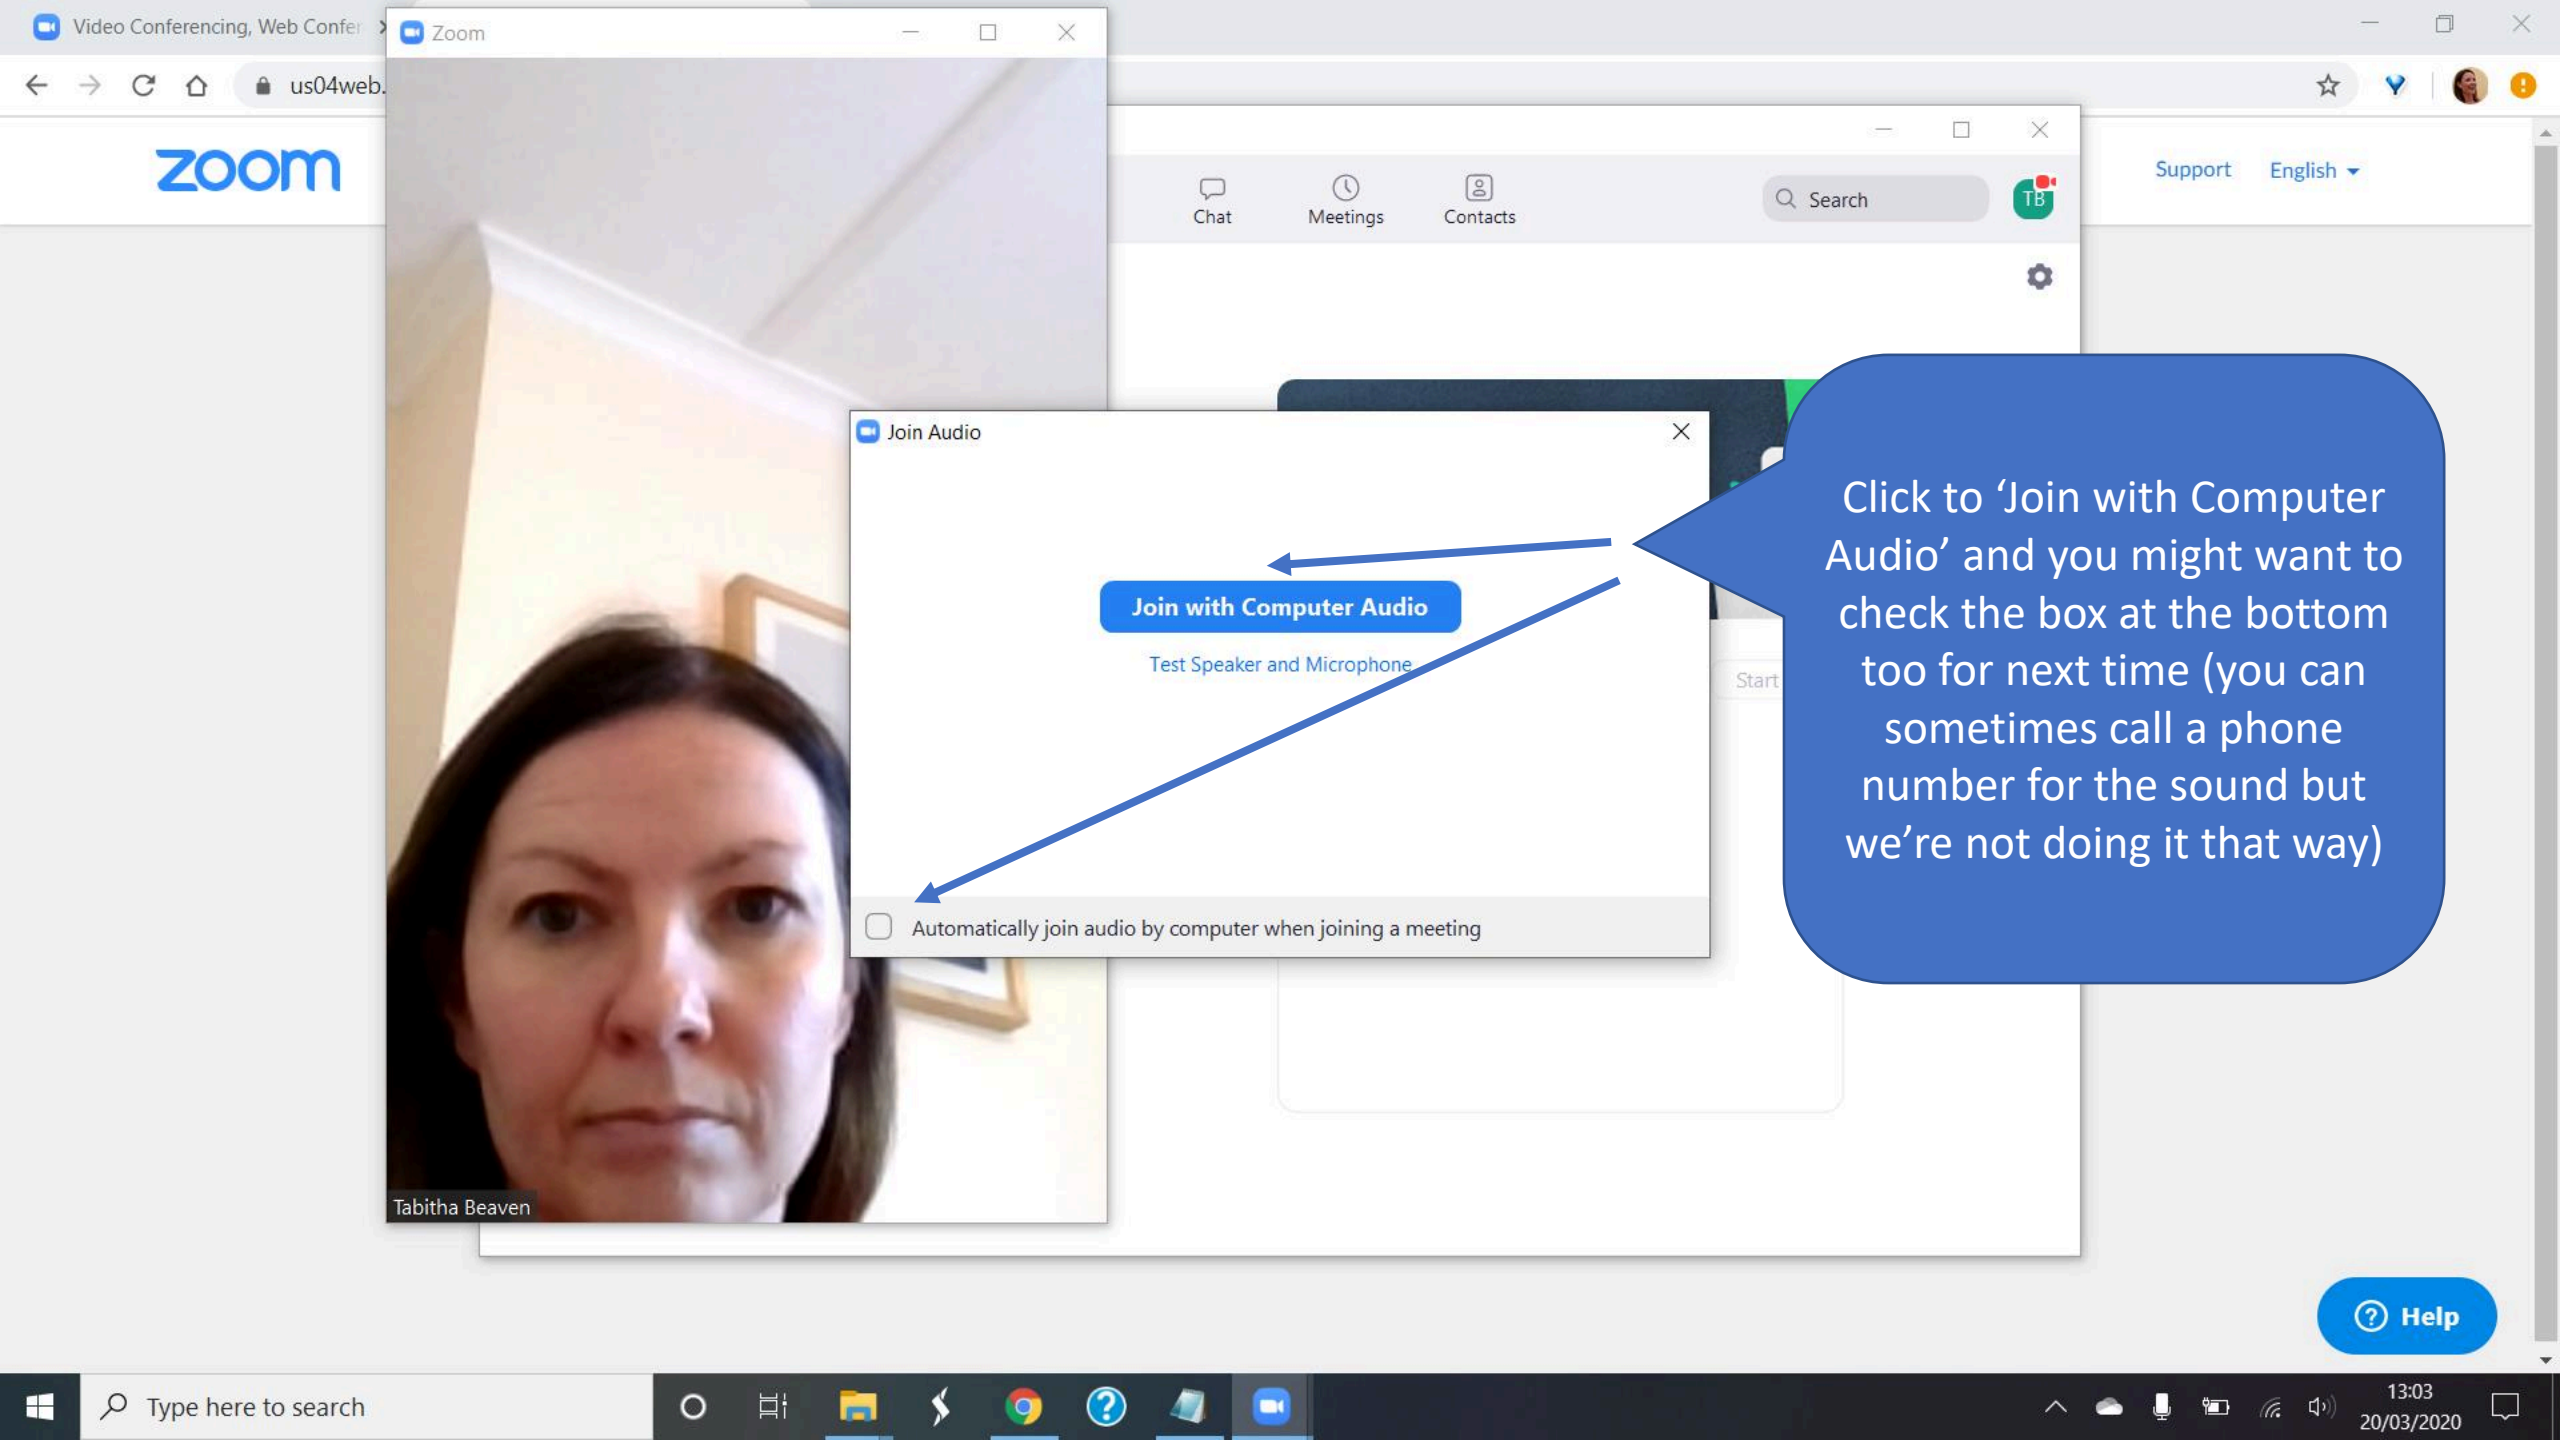 Video Conferencing, Web Confer
Zoom
us04web.
zoom
Chat
Meetings
Contacts
Search
TB
Support
English
Join Audio
Join with Computer Audio
Test Speaker and Microphone
Automatically join audio by computer when joining a meeting
Start
Click to ‘Join with Computer
Audio’ and you might want to
check the box at the bottom
too for next time (you can
sometimes call a phone
number for the sound but
we’re not doing it that way)
Tabitha Beaven
Help
Type here to search
13:03
20/03/2020